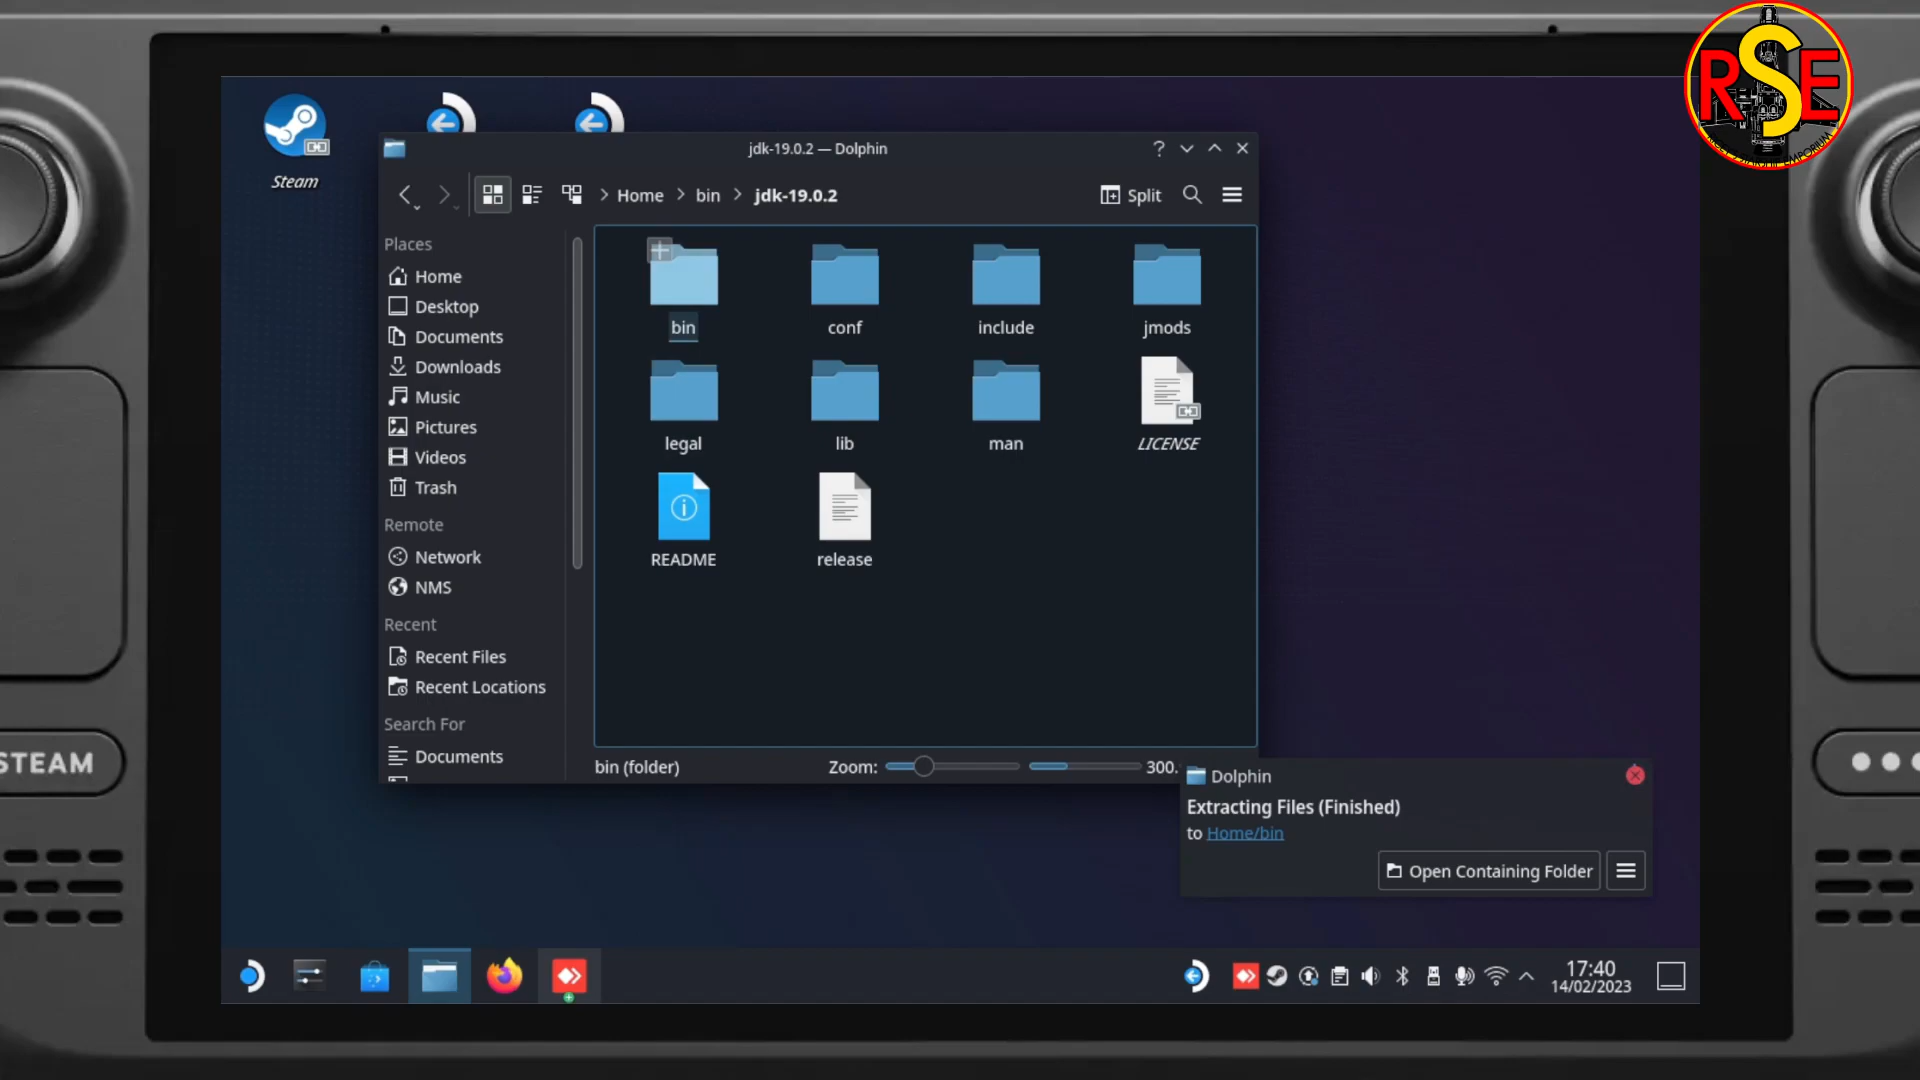 RSE
EMPORIUM
Steam
jdk-19.0.2 — Dolphin
Home
bin
jdk-19.0.2
Split
Places
Home
Desktop
Documents
Downloads
Music
Pictures
Videos
Trash
Remote
Network
NMS
Recent
Recent Files
Recent Locations
Search For
Documents
bin
conf
include
jmods
legal
lib
man
LICENSE
README
release
bin (folder)
Zoom:
300.
Dolphin
Extracting Files (Finished)
to Home/bin
Open Containing Folder
STEAM
17:40
14/02/2023